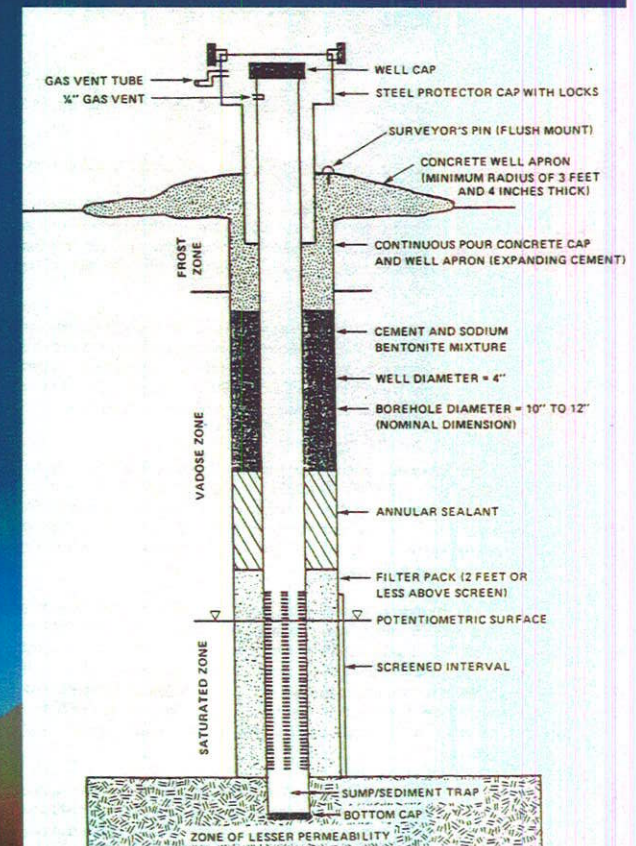 GAS VENT TUBE
¼" GAS VENT
WELL CAP
STEEL PROTECTOR CAP WITH LOCKS
SURVEYOR'S PIN (FLUSH MOUNT)
CONCRETE WELL APRON
(MINIMUM RADIUS OF 3 FEET
AND 4 INCHES THICK)
FROST
ZONE
CONTINUOUS POUR CONCRETE CAP
AND WELL APRON (EXPANDING CEMENT)
CEMENT AND SODIUM
BENTONITE MIXTURE
WELL DIAMETER = 4"
BOREHOLE DIAMETER = 10" TO 12"
(NOMINAL DIMENSION)
VADOSE ZONE
ANNULAR SEALANT
FILTER PACK (2 FEET OR
LESS ABOVE SCREEN)
POTENTIOMETRIC SURFACE
SCREENED INTERVAL
SATURATED ZONE
SUMP/SEDIMENT TRAP
BOTTOM CAP
ZONE OF LESSER PERMEABILITY